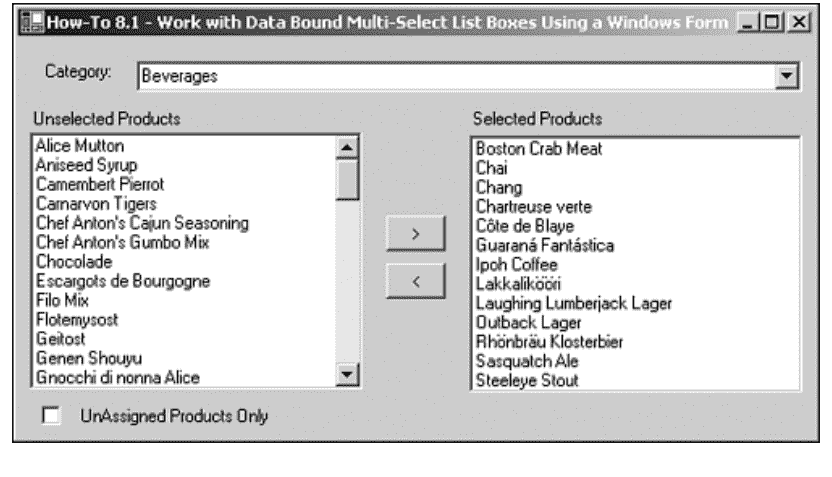 How-To 8.1 - Work with Data Bound Multi-Select List Boxes Using a Windows Form
Category:
Beverages
Unselected Products
Alice Mutton
Aniseed Syrup
Camembert Pierrot
Carnarvon Tigers
Chef Anton's Cajun Seasoning
Chef Anton's Gumbo Mix
Chocolade
Escargots de Bourgogne
Filo Mix
Flotemysost
Geitost
Genen Shouyu
Gnocchi di nonna Alice
>
<
Selected Products
Boston Crab Meat
Chai
Chang
Chartreuse verte
Côte de Blaye
Guaraná Fantástica
Ipoh Coffee
Lakkalikööri
Laughing Lumberjack Lager
Outback Lager
Rhönbräu Klosterbier
Sasquatch Ale
Steeleye Stout
UnAssigned Products Only